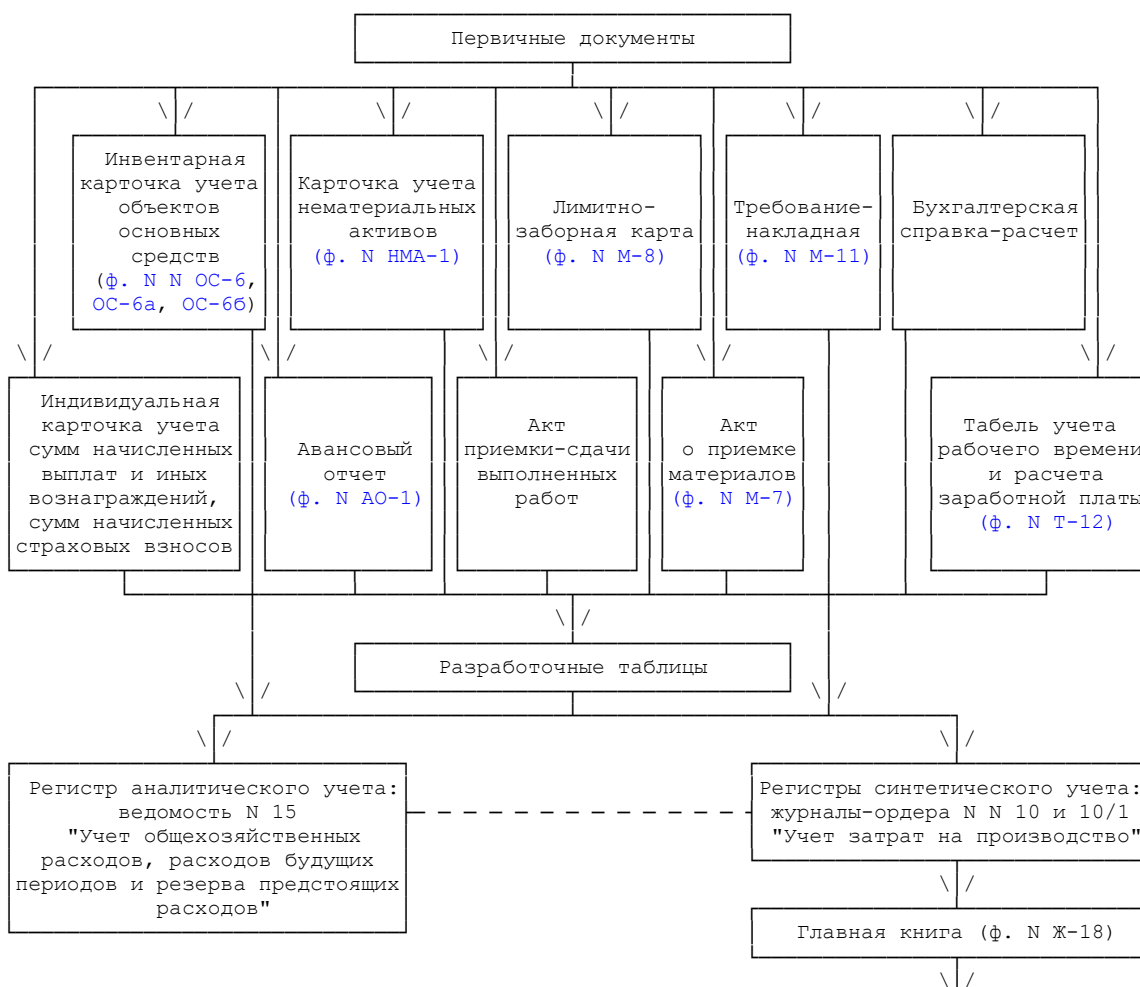 Первичные документы
Инвентарная
карточка учета
объектов
основных
средств
(ф. N N ОС-6,
ОС-6а, ОС-6б)
Карточка учета
нематериальных
активов
(ф. N НМА-1)
Лимитно-
заборная карта
(ф. N М-8)
Требование-
накладная
(ф. N М-11)
Бухгалтерская
справка-расчет
Индивидуальная
карточка учета
сумм начисленных
выплат и иных
вознаграждений,
сумм начисленных
страховых взносов
Авансовый
отчет
(ф. N АО-1)
Акт
приемки-сдачи
выполненных
работ
Акт
о приемке
материалов
(ф. N М-7)
Табель учета
рабочего времени
и расчета
заработной платы
(ф. N Т-12)
Разработочные таблицы
Регистр аналитического учета:
ведомость N 15
"Учет общехозяйственных
расходов, расходов будущих
периодов и резерва предстоящих
расходов"
Регистры синтетического учета:
журналы-ордера N N 10 и 10/1
"Учет затрат на производство"
Главная книга (ф. N Ж-18)